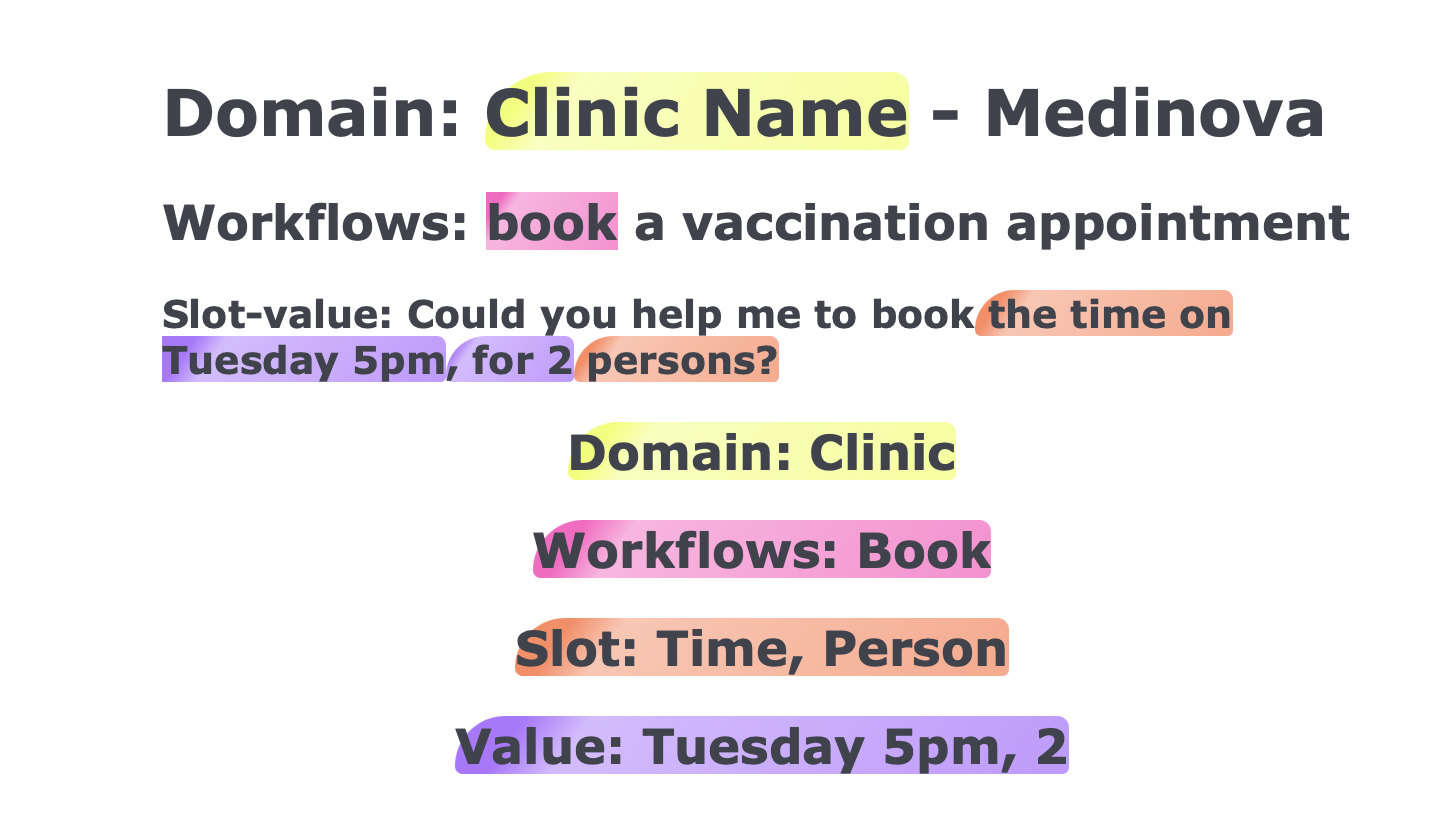 Domain: Clinic Name - Medinova
Workflows: book a vaccination appointment
Slot-value: Could you help me to book the time on
Tuesday 5pm, for 2 persons?
Domain: Clinic
Workflows: Book
Slot: Time, Person
Value: Tuesday 5pm, 2